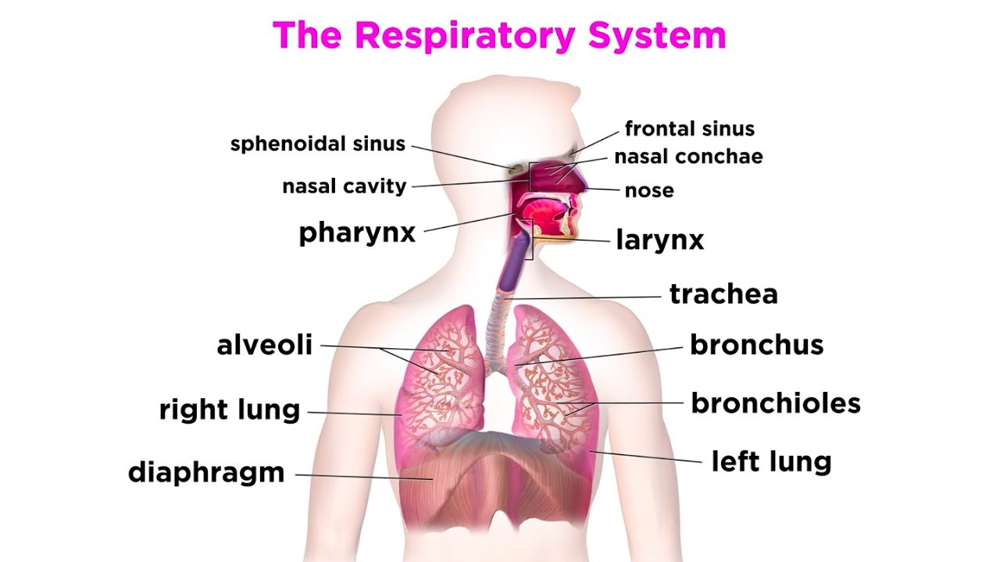 The Respiratory System
sphenoidal sinus
nasal cavity
pharynx
alveoli
right lung
diaphragm
frontal sinus
nasal conchae
nose
larynx
trachea
bronchus
bronchioles
left lung